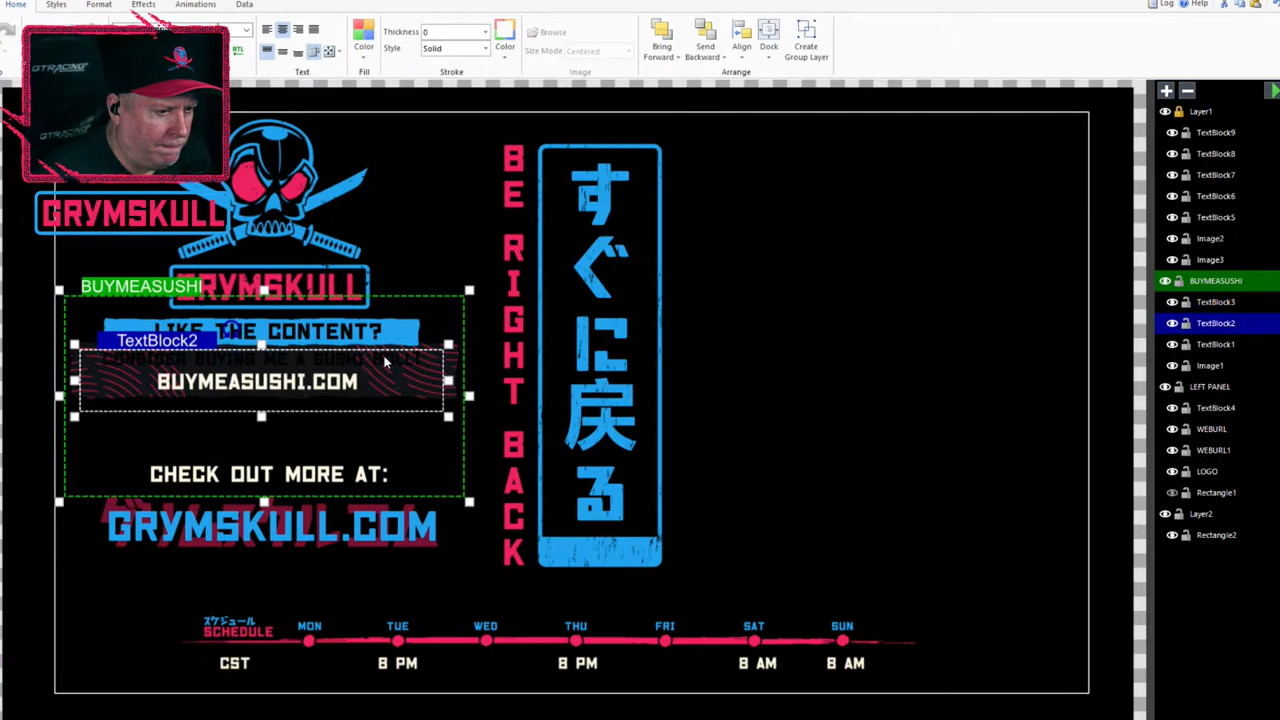 Home Styles Format Effects Animations Data
Log Help
Thickness 0
Style Solid
Browse
Size Mode Centered
RTL
Color
Color
Bring Forward
Send Backward
Align
Dock
Create Group Layer
Text
Fill
Stroke
Image
Arrange
GTRACING
GTRACING
GRYMSKULL
GRYMSKULL
BUYMEASUSHI
LIKE THE CONTENT?
TextBlock2
BUYMEASUSHI.COM
CHECK OUT MORE AT:
GRYMSKULL.COM
BE RIGHT BACK
すぐに戻る
スケジュール
SCHEDULE
MON TUE WED THU FRI SAT SUN
CST 8 PM 8 PM 8 AM 8 AM
Layer1
TextBlock9
TextBlock8
TextBlock7
TextBlock6
TextBlock5
Image2
Image3
BUYMEASUSHI
TextBlock3
TextBlock2
TextBlock1
Image1
LEFT PANEL
TextBlock4
WEBURL
WEBURL1
LOGO
Rectangle1
Layer2
Rectangle2